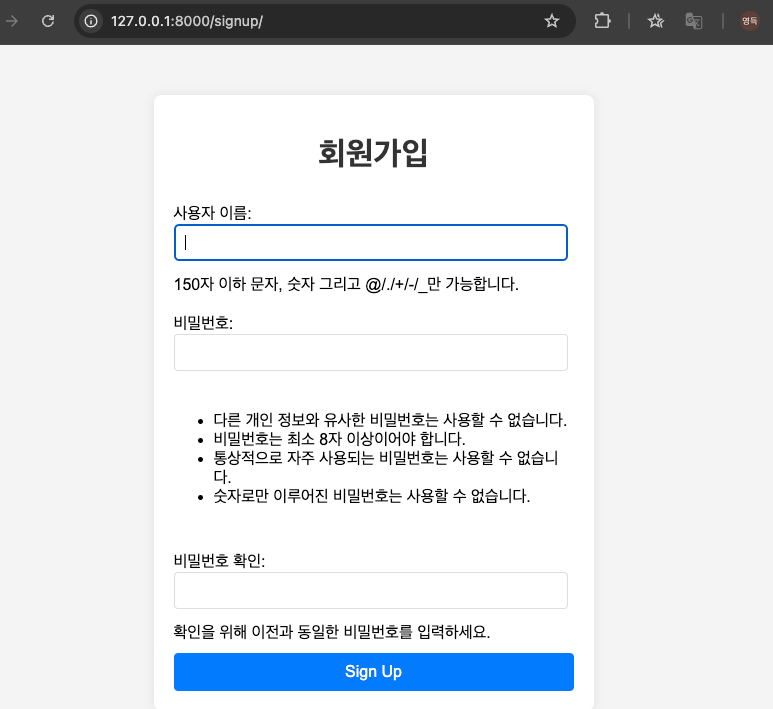 127.0.0.1:8000/signup/
영득
회원가입
사용자 이름:
150자 이하 문자, 숫자 그리고 @/./+/-/_만 가능합니다.
비밀번호:
다른 개인 정보와 유사한 비밀번호는 사용할 수 없습니다.
비밀번호는 최소 8자 이상이어야 합니다.
통상적으로 자주 사용되는 비밀번호는 사용할 수 없습니
다.
숫자로만 이루어진 비밀번호는 사용할 수 없습니다.
비밀번호 확인:
확인을 위해 이전과 동일한 비밀번호를 입력하세요.
Sign Up